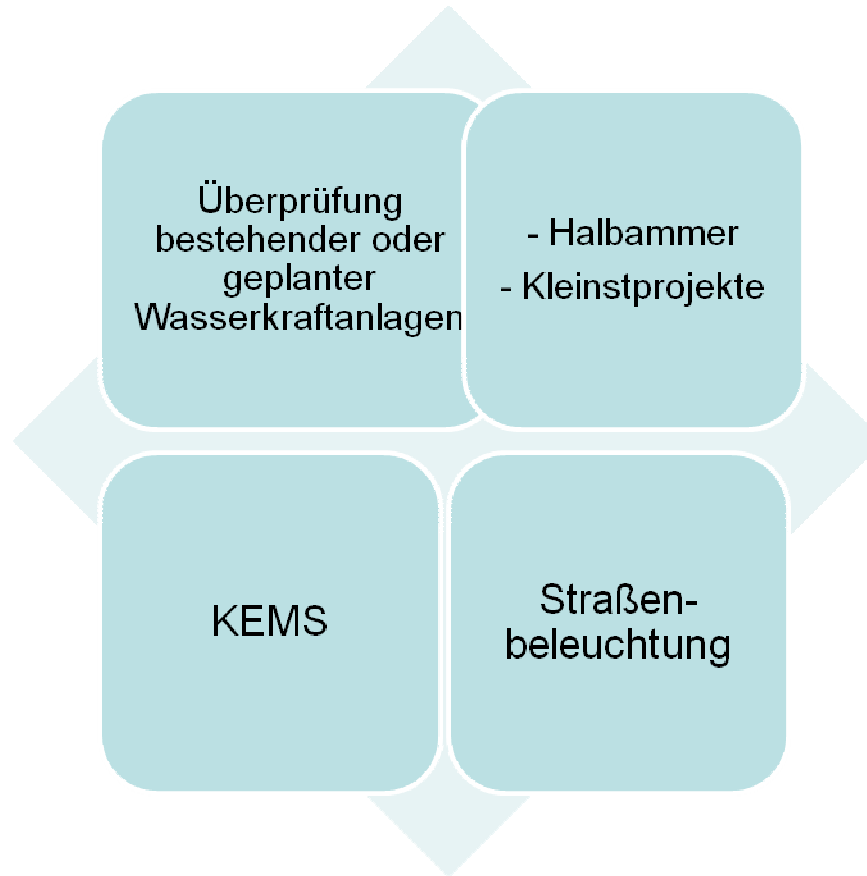 Überprüfung
bestehender oder
geplanter
Wasserkraftanlagen
- Halbammer
- Kleinstprojekte
KEMS
Straßen-
beleuchtung